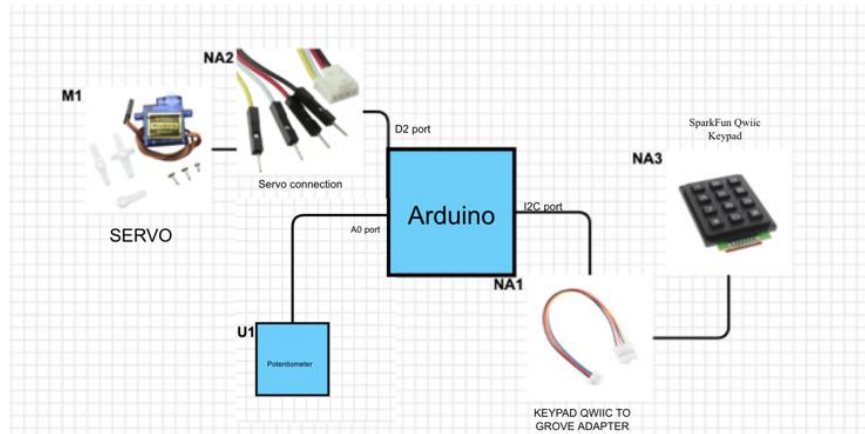 NA2
M1
D2 port
SparkFun Qwiic
Keypad
NA3
Servo connection
SERVO
Arduino
I2C port
A0 port
NA1
U1
Potentiometer
KEYPAD QWIIC TO
GROVE ADAPTER